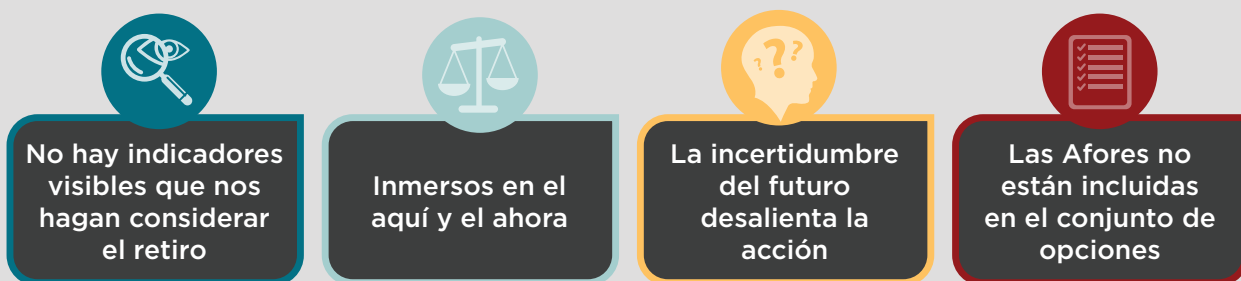 No hay indicadores
visibles que nos
hagan considerar
el retiro
Inmersos en el
aquí y el ahora
???
La incertidumbre
del futuro
desalienta la
acción
Las Afores no
están incluidas
en el conjunto de
opciones